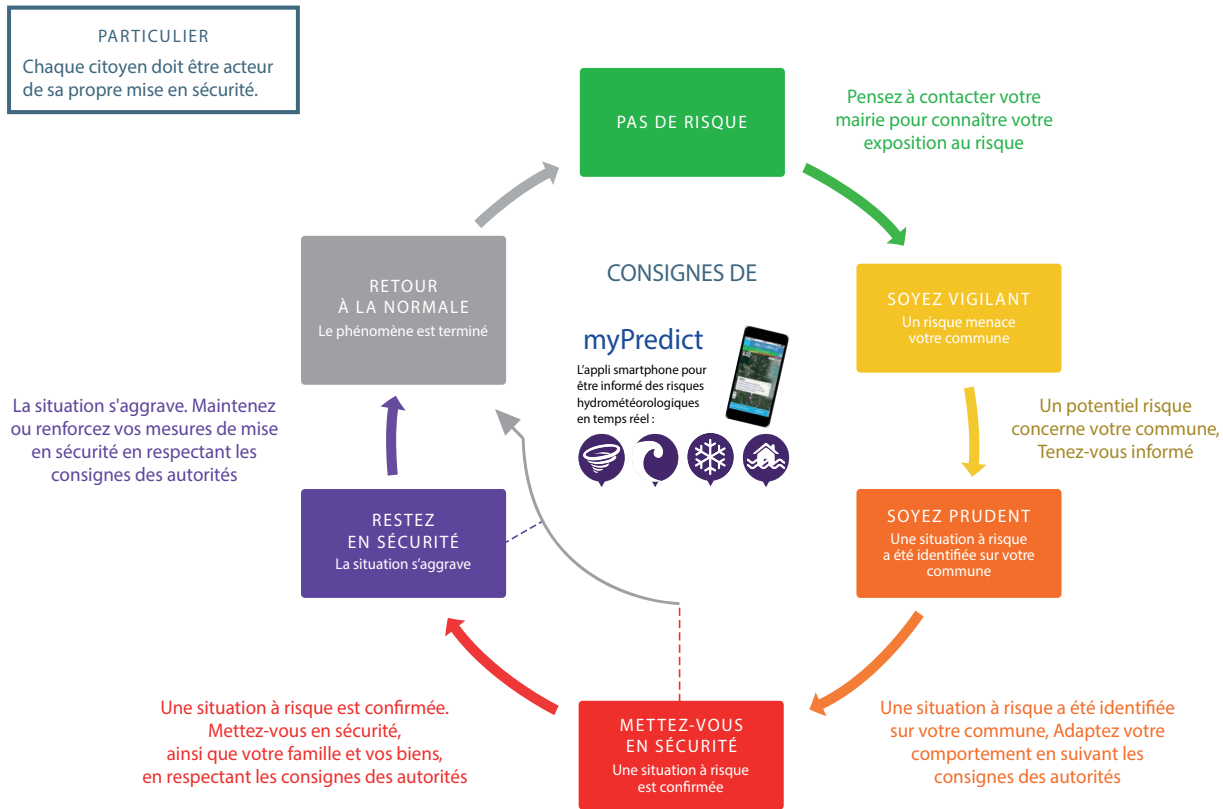 PARTICULIER
Chaque citoyen doit être acteur
de sa propre mise en sécurité.
PAS DE RISQUE
Pensez à contacter votre
mairie pour connaître votre
exposition au risque
SOYEZ VIGILANT
Un risque menace
votre commune
Un potentiel risque
concerne votre commune,
Tenez-vous informé
SOYEZ PRUDENT
Une situation à risque
a été identifiée sur votre
commune
Une situation à risque a été identifiée
sur votre commune, Adaptez votre
comportement en suivant les
consignes des autorités
METTEZ-VOUS
EN SÉCURITÉ
Une situation à risque
est confirmée
Une situation à risque est confirmée.
Mettez-vous en sécurité,
ainsi que votre famille et vos biens,
en respectant les consignes des autorités
RESTEZ
EN SÉCURITÉ
La situation s’aggrave
La situation s'aggrave. Maintenez
ou renforcez vos mesures de mise
en sécurité en respectant les
consignes des autorités
RETOUR
À LA NORMALE
Le phénomène est terminé
CONSIGNES DE
myPredict
L’appli smartphone pour
être informé des risques
hydrométéorologiques
en temps réel :